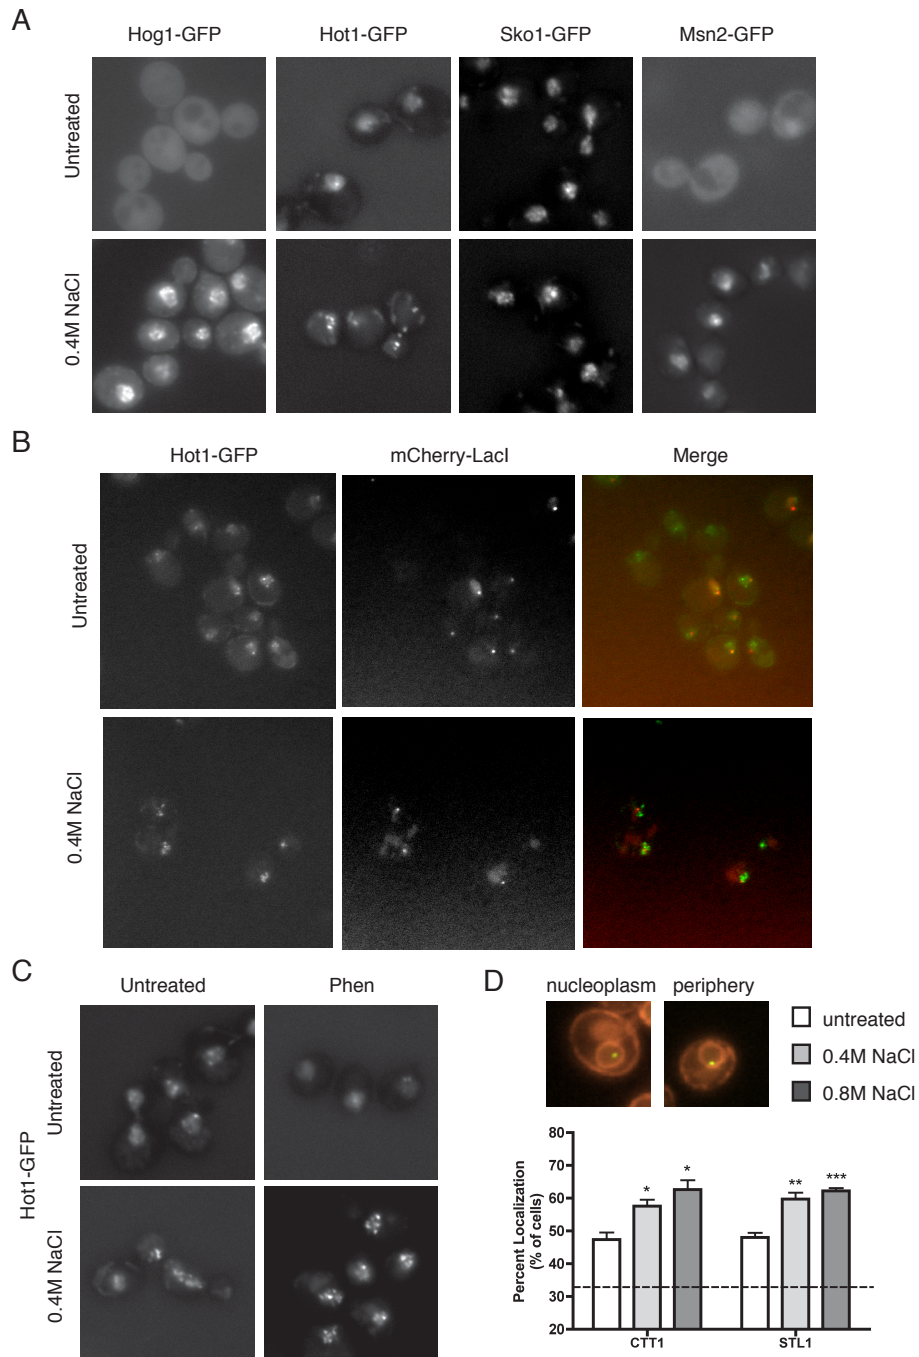 A
Hog1-GFP Hot1-GFP Sko1-GFP Msn2-GFP
Untreated
0.4M NaCl
B
Hot1-GFP mCherry-LacI Merge
Untreated
0.4M NaCl
C
Untreated Phen
Hot1-GFP
Untreated
0.4M NaCl
D
nucleoplasm periphery
untreated
0.4M NaCl
0.8M NaCl
Percent Localization
(% of cells)
80
70
60
50
40
30
20
* * ** ***
CTT1 STL1